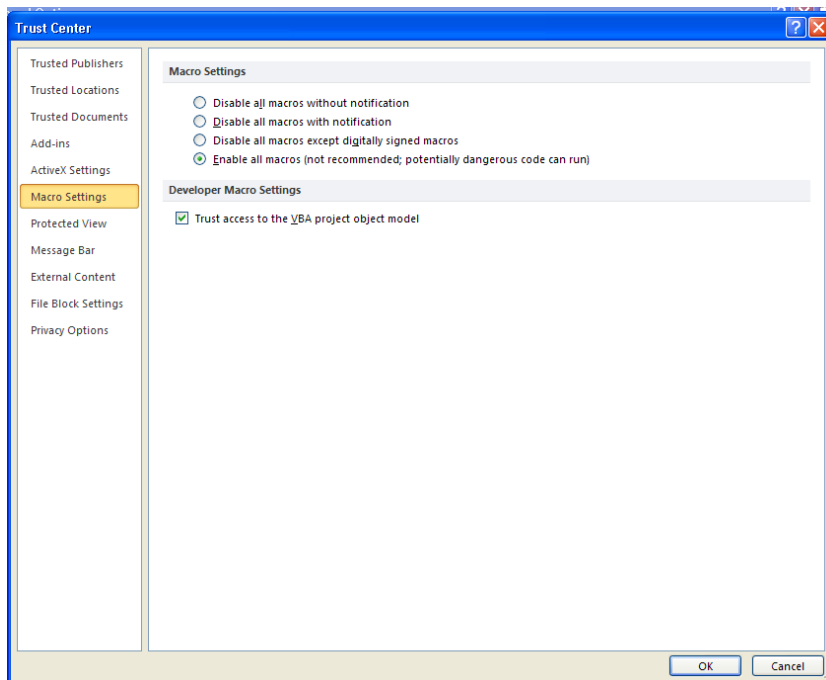 Trust Center
Trusted Publishers
Trusted Locations
Trusted Documents
Add-ins
ActiveX Settings
Macro Settings
Protected View
Message Bar
External Content
File Block Settings
Privacy Options
Macro Settings
Disable all macros without notification
Disable all macros with notification
Disable all macros except digitally signed macros
Enable all macros (not recommended; potentially dangerous code can run)
Developer Macro Settings
Trust access to the VBA project object model
OK
Cancel